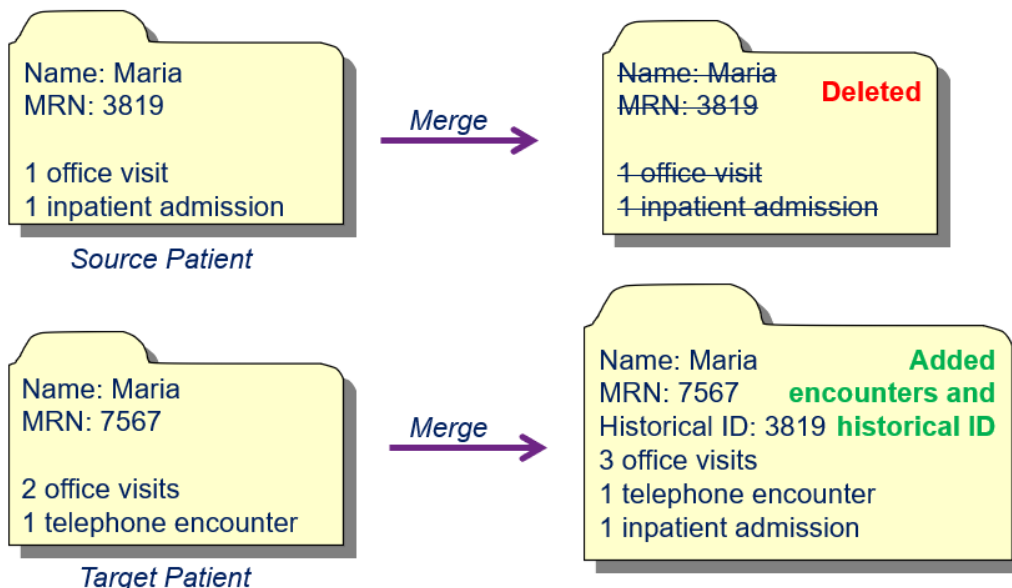 Name: Maria
MRN: 3819
1 office visit
1 inpatient admission
Source Patient
Merge
Name: Maria
MRN: 3819
Deleted
1 office visit
1 inpatient admission
Name: Maria
MRN: 7567
2 office visits
1 telephone encounter
Target Patient
Merge
Name: Maria
MRN: 7567
Historical ID: 3819
3 office visits
1 telephone encounter
1 inpatient admission
Added
encounters and
historical ID